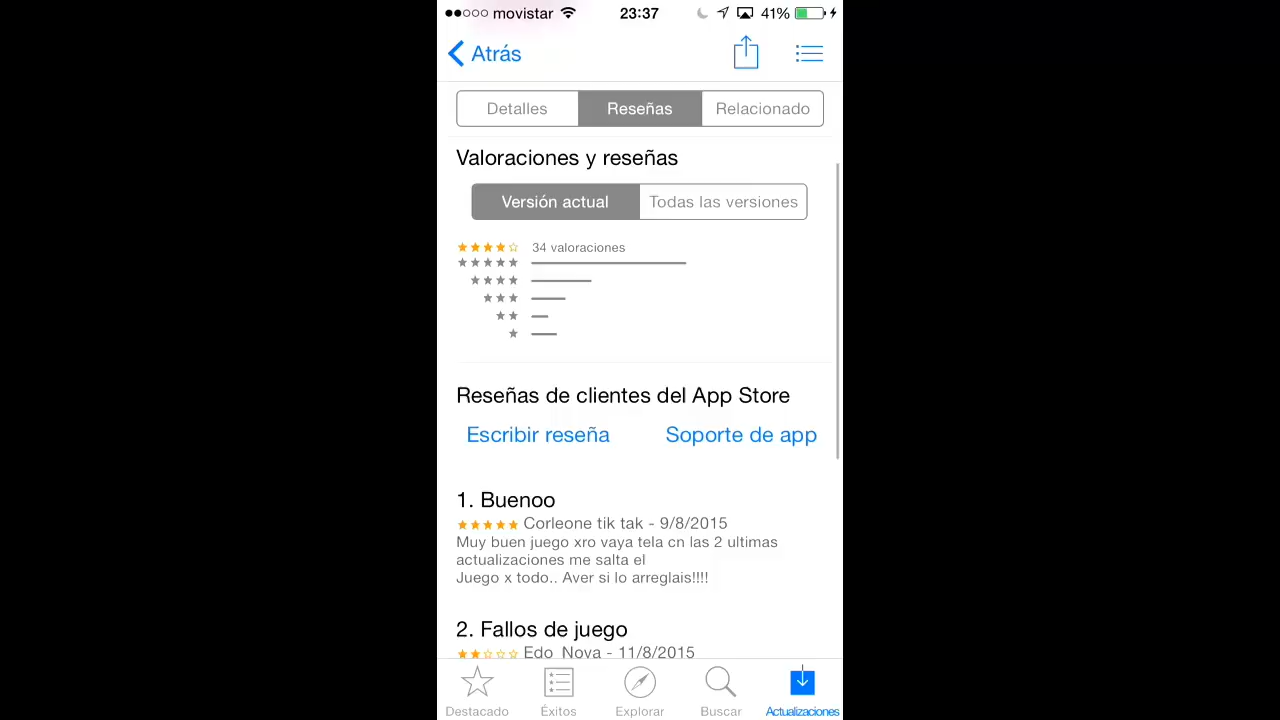 movistar 23:37 41%
Atrás
Detalles Reseñas Relacionado
Valoraciones y reseñas
Versión actual Todas las versiones
34 valoraciones
Reseñas de clientes del App Store
Escribir reseña Soporte de app
1. Buenoo
Corleone tik tak - 9/8/2015
Muy buen juego xro vaya tela cn las 2 ultimas
actualizaciones me salta el
Juego x todo.. Aver si lo arreglais!!!!
2. Fallos de juego
Edo_Nova - 11/8/2015
Destacado Éxitos Explorar Buscar Actualizaciones